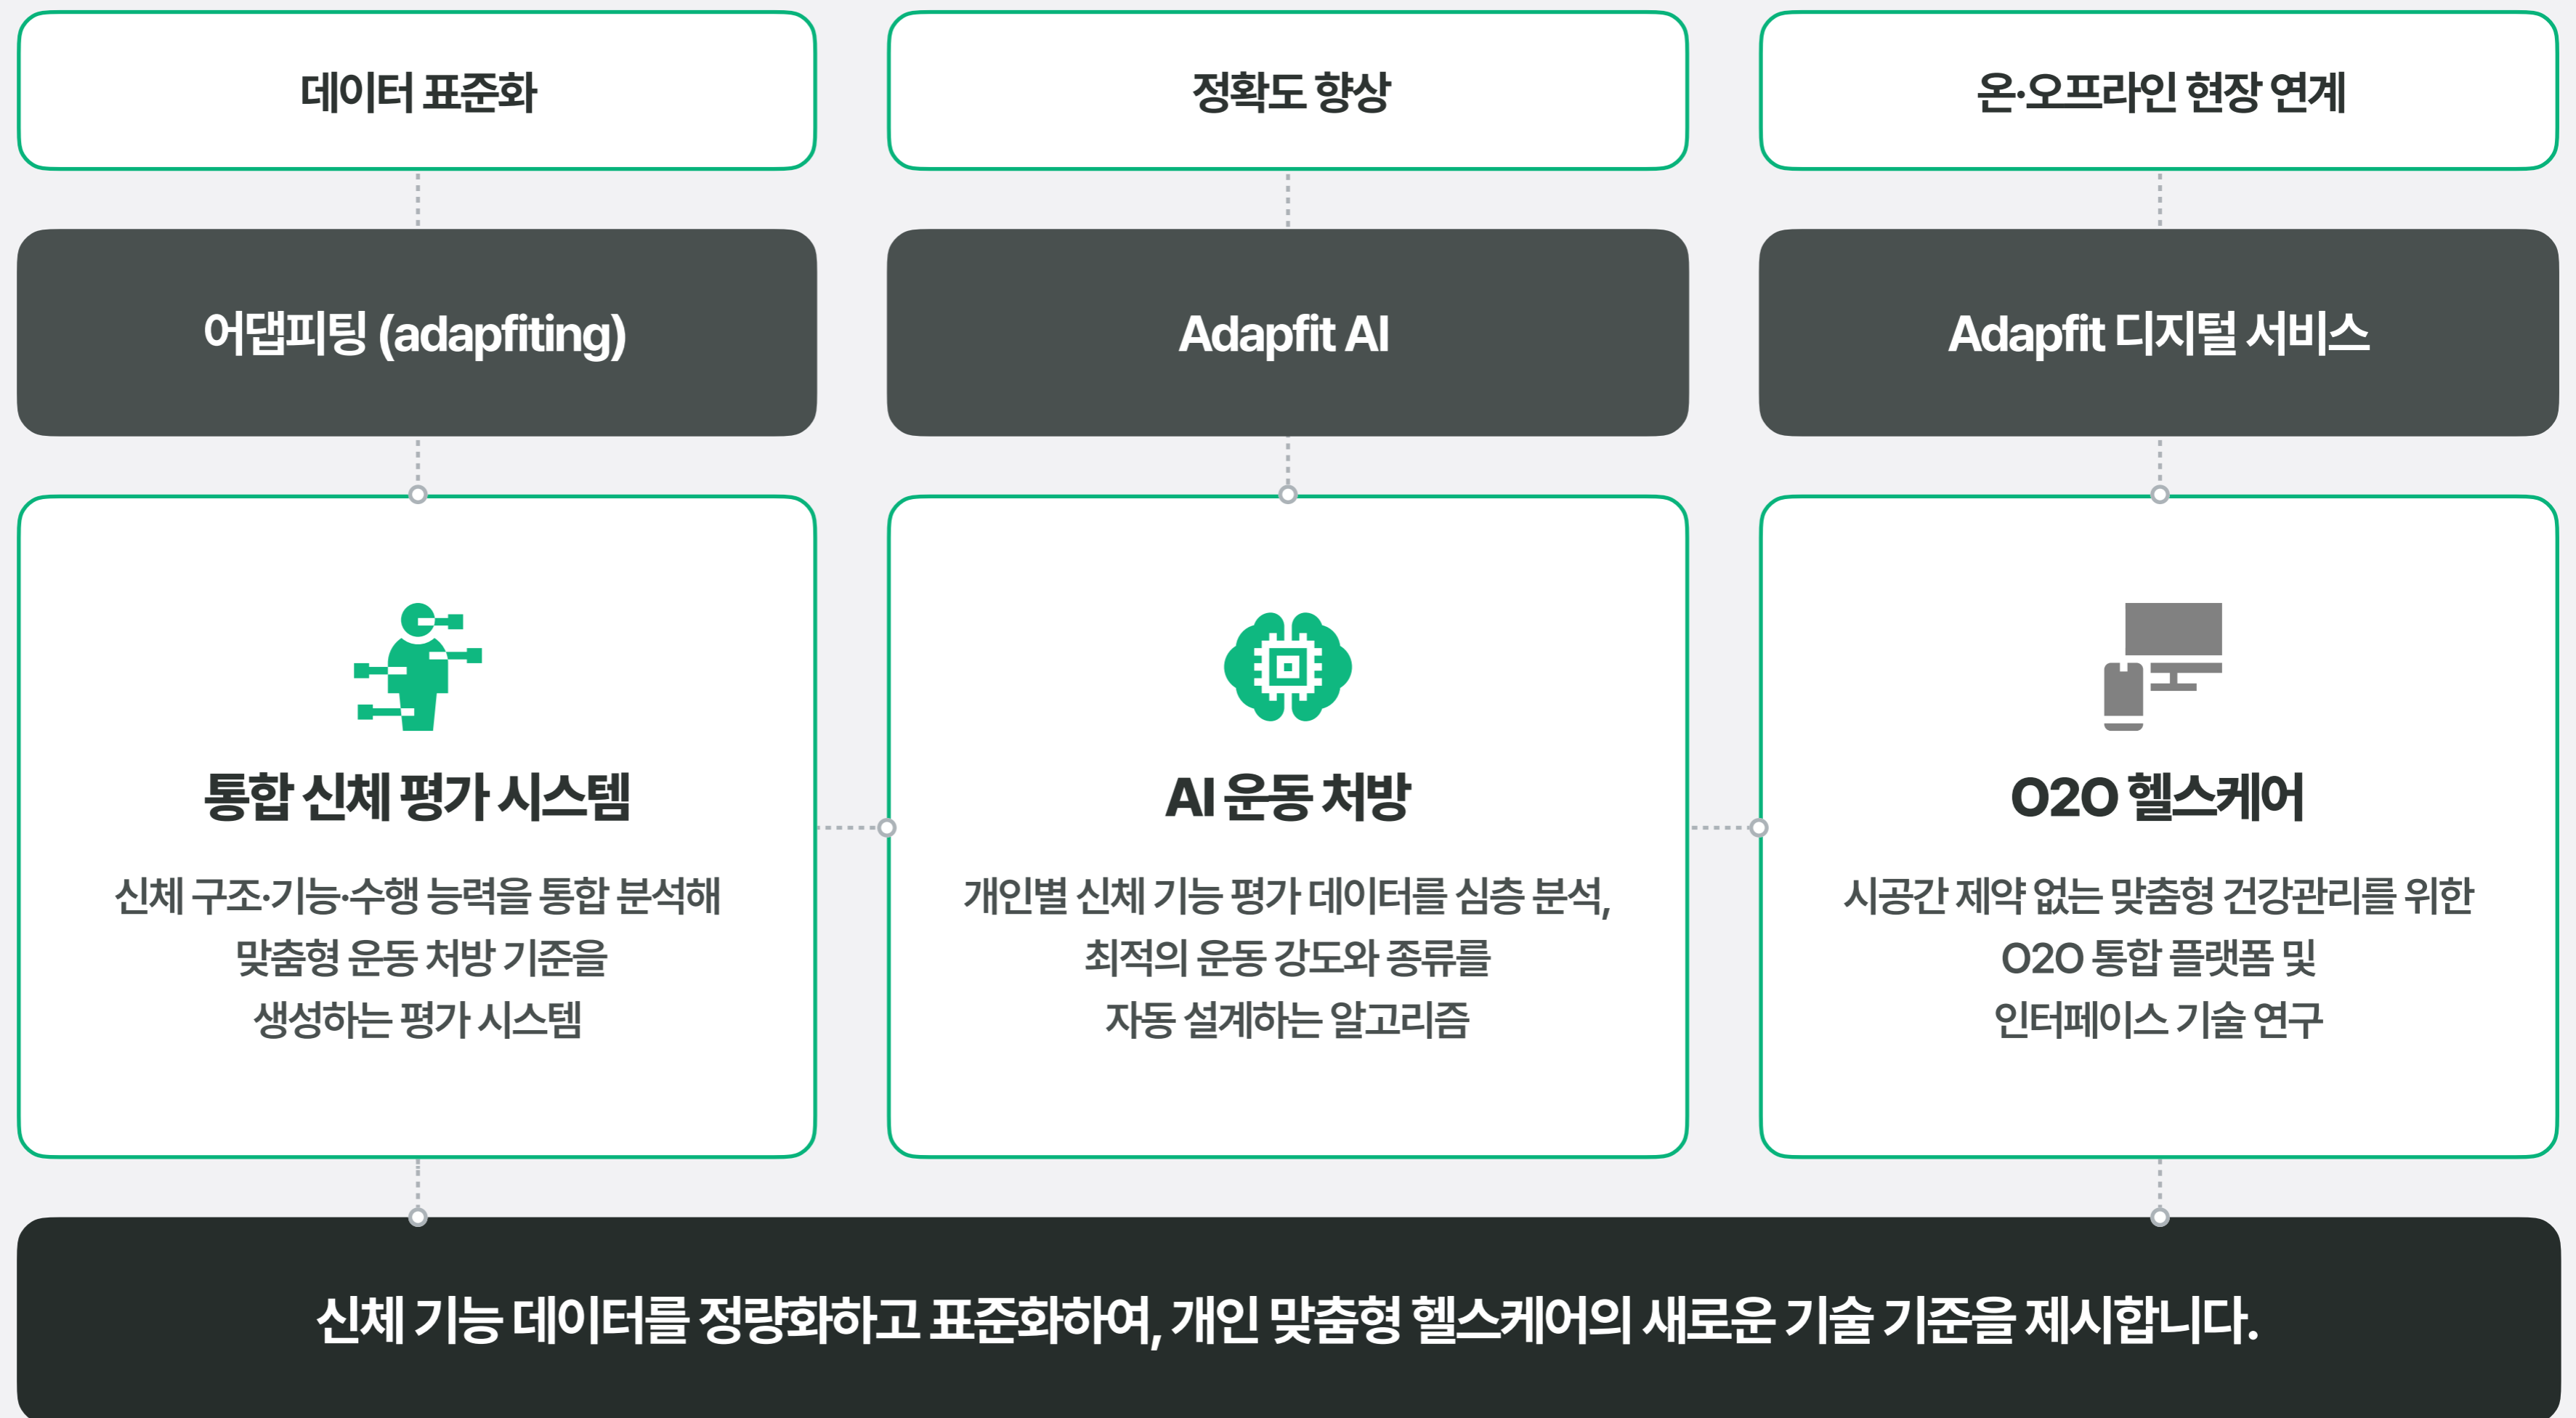 데이터 표준화
정확도 향상
온·오프라인 현장 연계
어댑피팅 (adapfiting)
Adapfit AI
Adapfit 디지털 서비스
통합 신체 평가 시스템
신체 구조·기능·수행 능력을 통합 분석해
맞춤형 운동 처방 기준을
생성하는 평가 시스템
AI 운동 처방
개인별 신체 기능 평가 데이터를 심층 분석,
최적의 운동 강도와 종류를
자동 설계하는 알고리즘
O2O 헬스케어
시공간 제약 없는 맞춤형 건강관리를 위한
O2O 통합 플랫폼 및
인터페이스 기술 연구
신체 기능 데이터를 정량화하고 표준화하여, 개인 맞춤형 헬스케어의 새로운 기술 기준을 제시합니다.